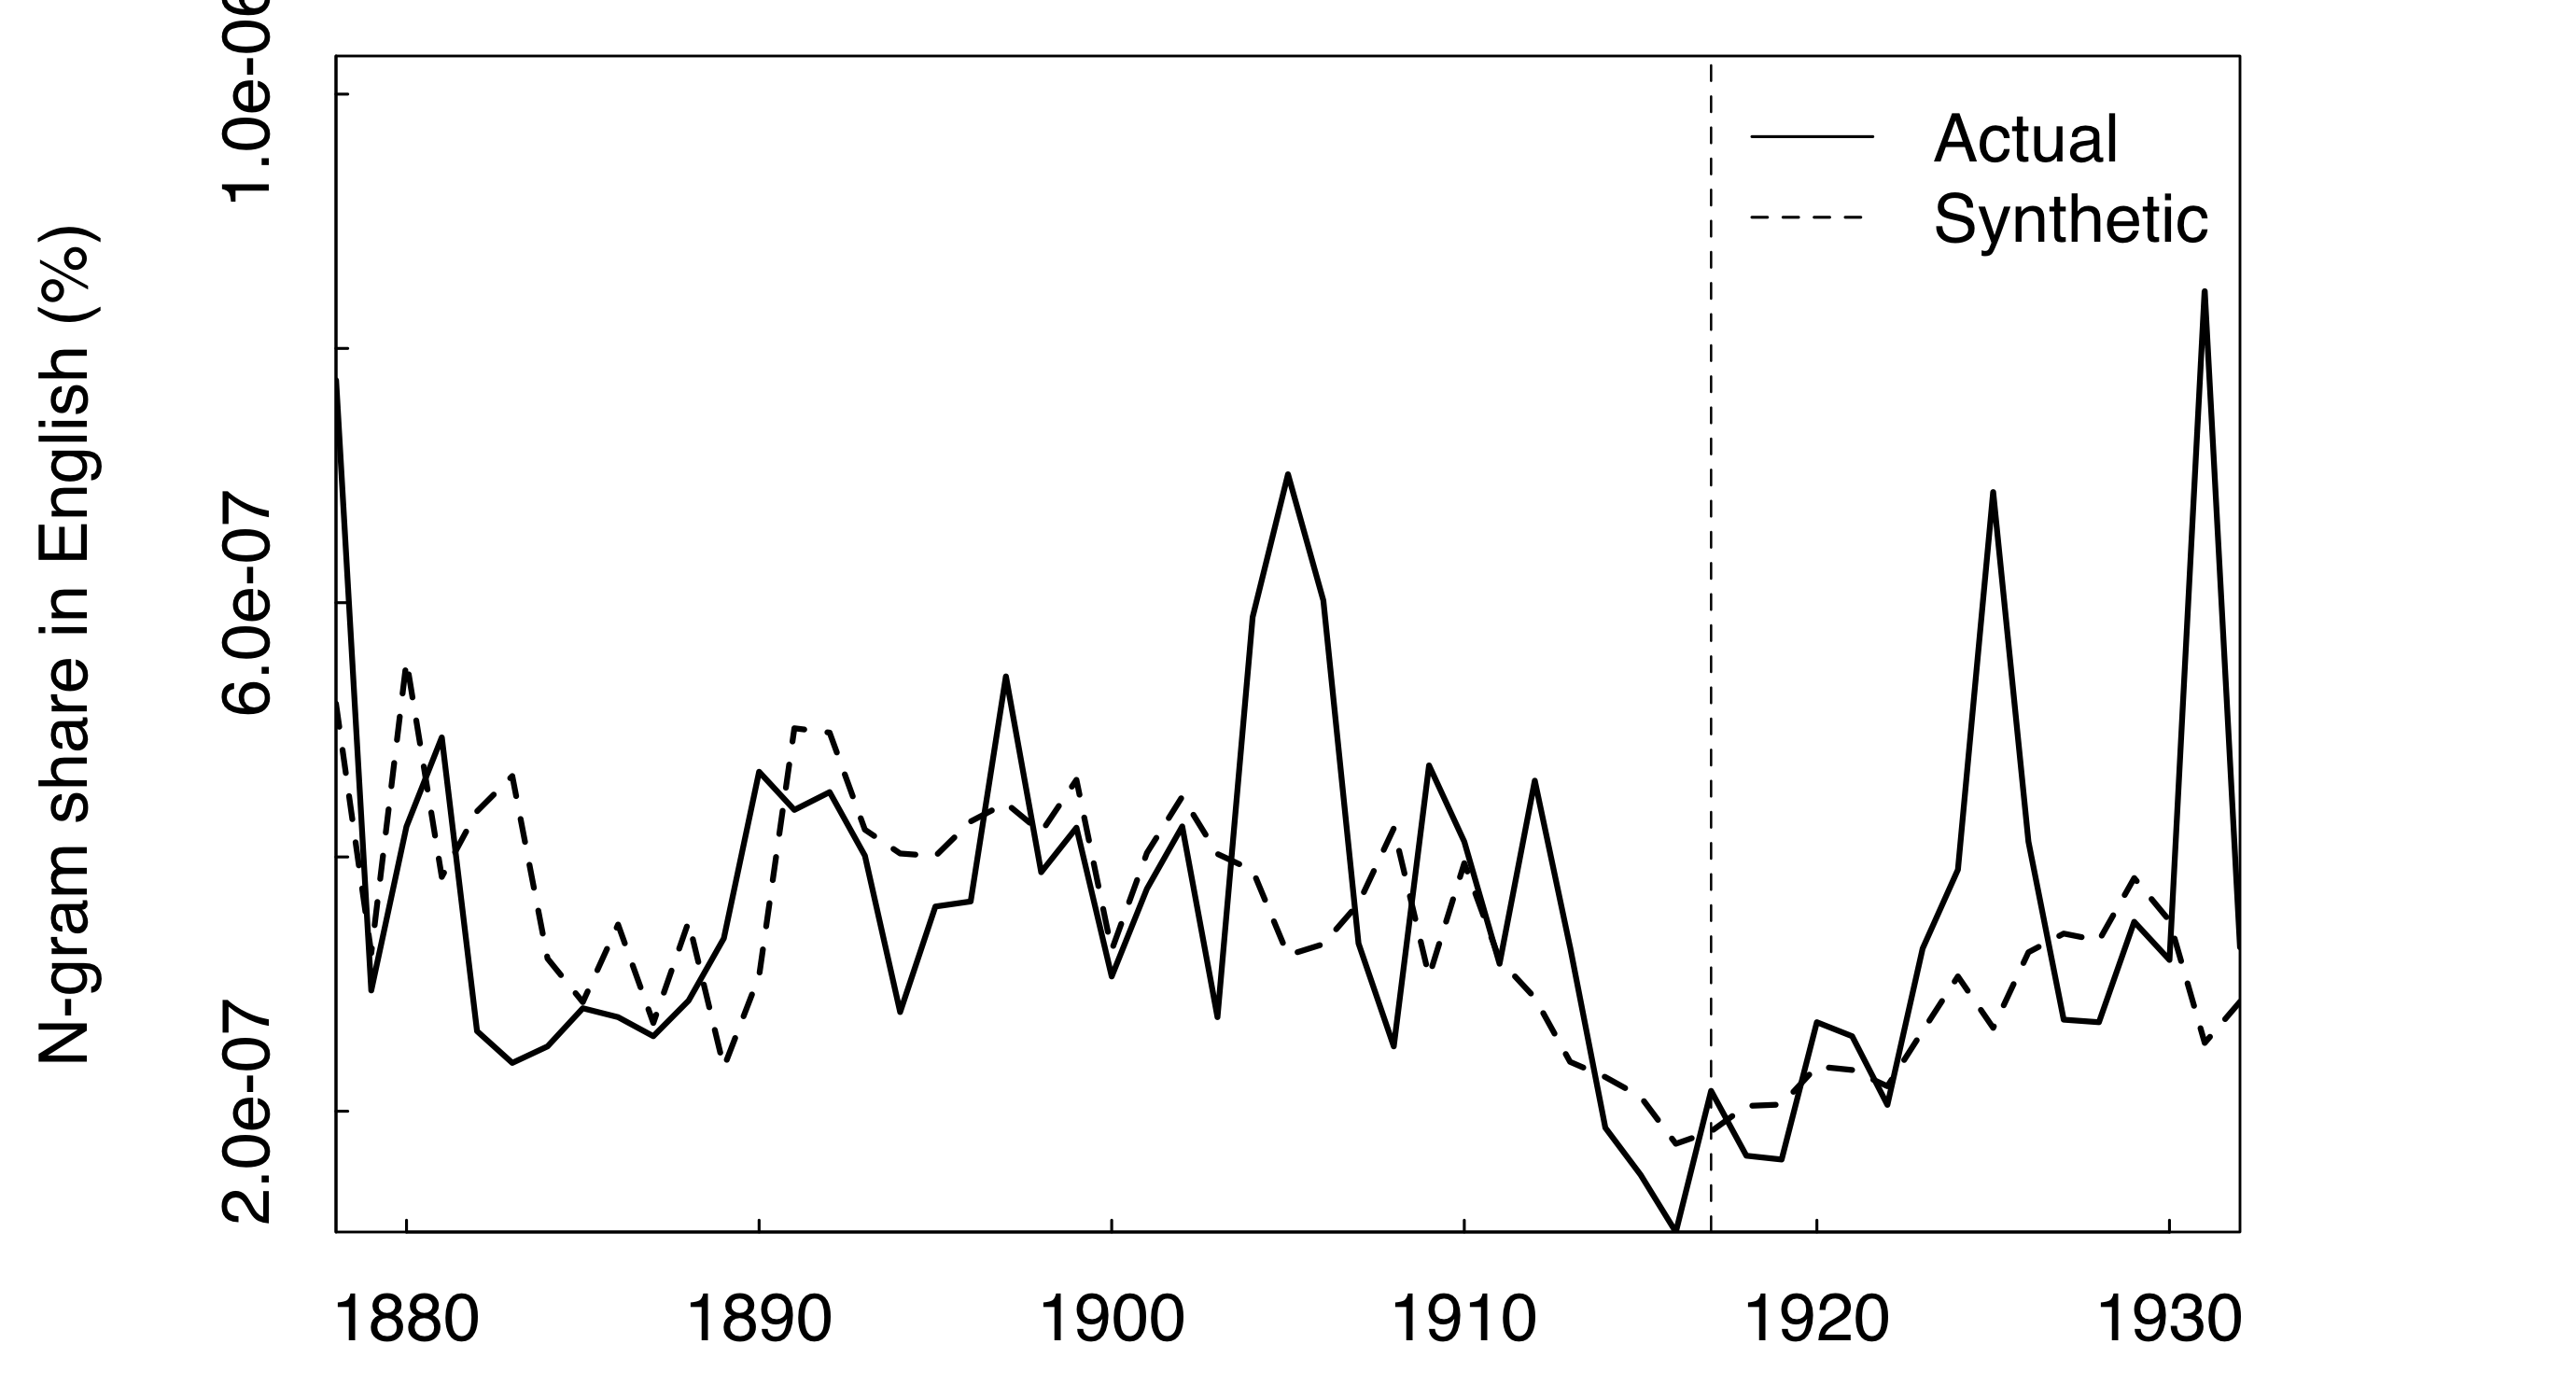 N-gram share in English (%)
1.0e-06
6.0e-07
2.0e-07
Actual
Synthetic
1880 1890 1900 1910 1920 1930